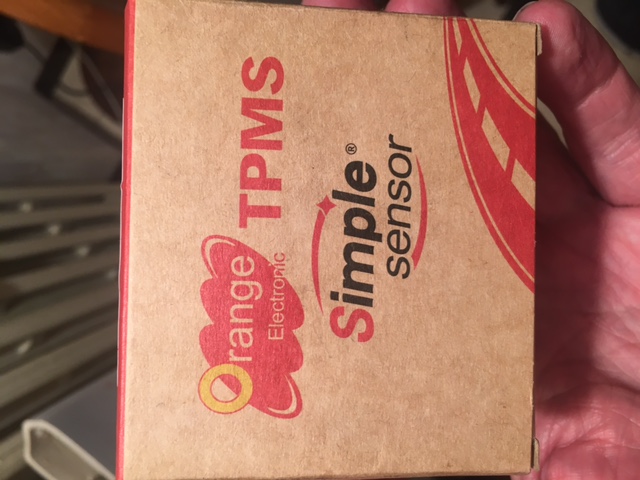 Orange TPMS
Electronic
Simple®
sensor